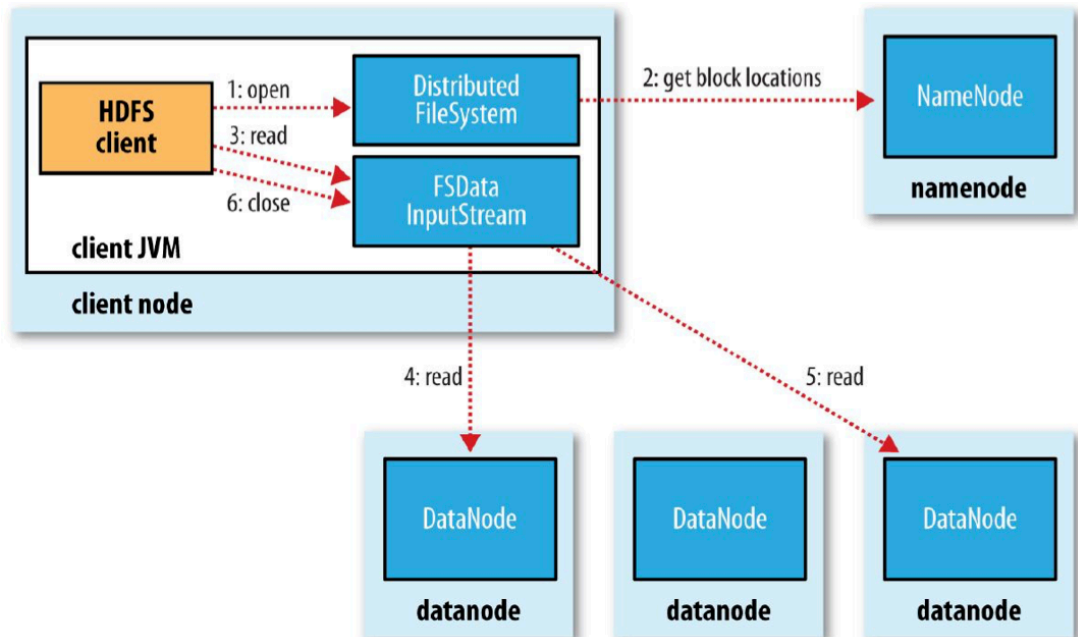 1: open
HDFS
client
3: read
6: close
Distributed
FileSystem
FSData
InputStream
client JVM
client node
2: get block locations
NameNode
namenode
4: read
5: read
DataNode
datanode
DataNode
datanode
DataNode
datanode